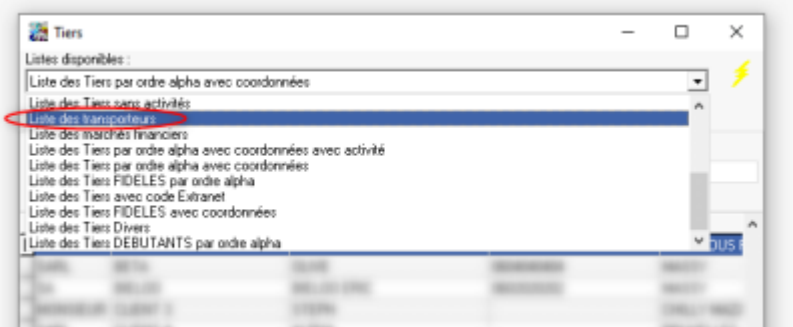 Tiers
Listes disponibles :
Liste des Tiers par ordre alpha avec coordonnées
Liste des Tiers sans activités
Liste des transporteurs
Liste des marchés financiers
Liste des Tiers par ordre alpha avec coordonnées avec activité
Liste des Tiers par ordre alpha avec coordonnées
Liste des Tiers FIDELES par ordre alpha
Liste des Tiers avec code Extranet
Liste des Tiers FIDELES avec coordonnées
Liste des Tiers Divers
Liste des Tiers DEBUTANTS par ordre alpha